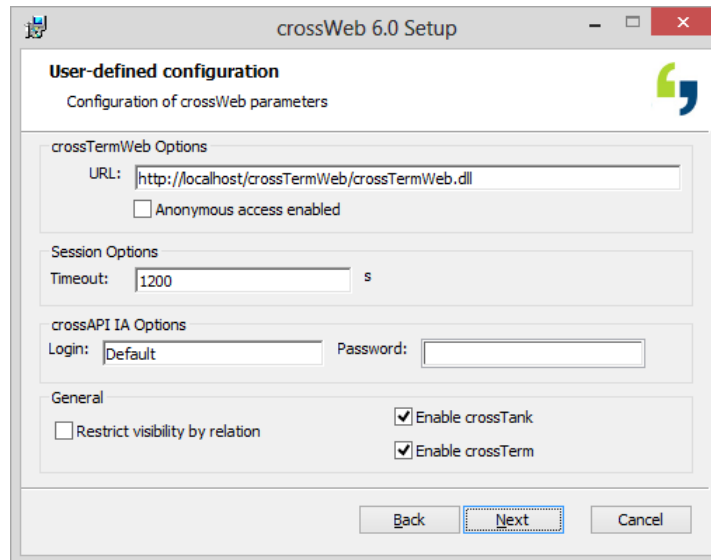 crossWeb 6.0 Setup
User-defined configuration
Configuration of crossWeb parameters
crossTermWeb Options
URL: http://localhost/crossTermWeb/crossTermWeb.dll
Anonymous access enabled
Session Options
Timeout: 1200 s
crossAPI IA Options
Login: Default Password:
General
Restrict visibility by relation
Enable crossTank
Enable crossTerm
Back Next Cancel